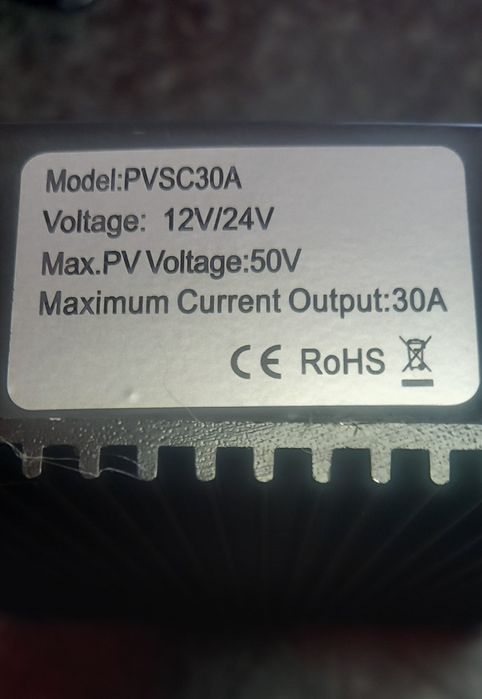 Model:PVSC30A
Voltage: 12V/24V
Max.PV Voltage:50V
Maximum Current Output:30A
CE RoHS